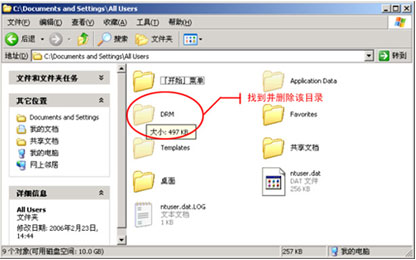 C:\Documents and Settings\All Users
文件(F) 编辑(E) 查看(V) 收藏(A) 工具(T) 帮助(H)
后退 搜索 文件夹
地址(D) C:\Documents and Settings\All Users 转到
文件和文件夹任务
其它位置
Documents and Settings
我的文档
共享文档
我的电脑
网上邻居
详细信息
All Users
文件夹
修改日期: 2006年2月23日,
14:44
「开始」菜单
Application Data
DRM
大小: 497 KB
Favorites
Templates
共享文档
桌面
ntuser.dat
DAT 文件
256 KB
ntuser.dat.LOG
文本文档
1 KB
找到并删除该目录
9 个对象(可用磁盘空间: 10.0 GB) 257 KB 我的电脑